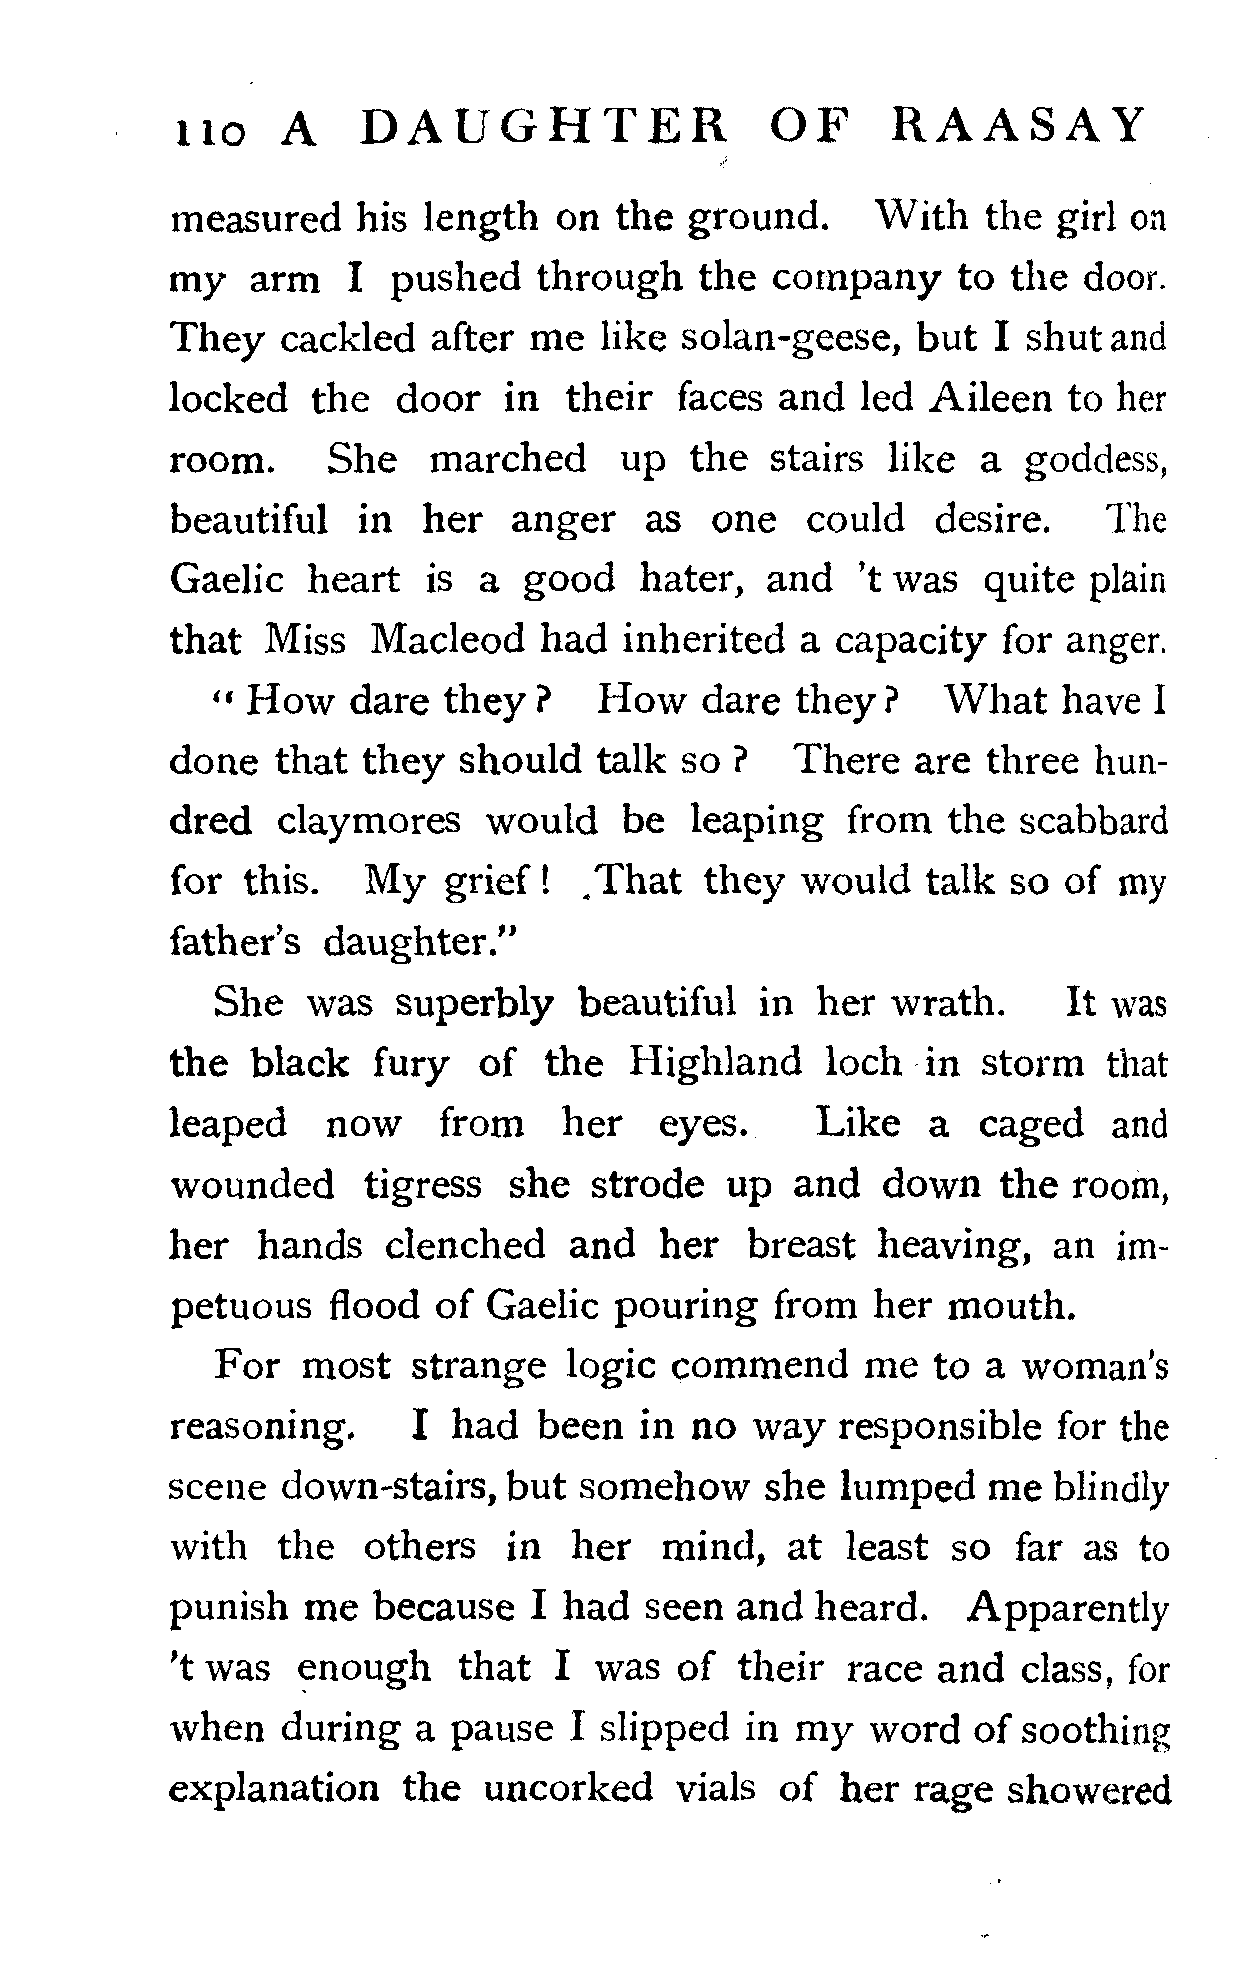 110 A DAUGHTER OF RAASAY
measured his length on the ground. With the girl on
my arm I pushed through the company to the door.
They cackled after me like solan-geese, but I shut and
locked the door in their faces and led Aileen to her
room. She marched up the stairs like a goddess,
beautiful in her anger as one could desire. The
Gaelic heart is a good hater, and 't was quite plain
that Miss Macleod had inherited a capacity for anger.
"How dare they? How dare they? What have I
done that they should talk so? There are three hun-
dred claymores would be leaping from the scabbard
for this. My grief! That they would talk so of my
father's daughter."
She was superbly beautiful in her wrath. It was
the black fury of the Highland loch in storm that
leaped now from her eyes. Like a caged and
wounded tigress she strode up and down the room,
her hands clenched and her breast heaving, an im-
petuous flood of Gaelic pouring from her mouth.
For most strange logic commend me to a woman's
reasoning. I had been in no way responsible for the
scene down-stairs, but somehow she lumped me blindly
with the others in her mind, at least so far as to
punish me because I had seen and heard. Apparently
't was enough that I was of their race and class, for
when during a pause I slipped in my word of soothing
explanation the uncorked vials of her rage showered